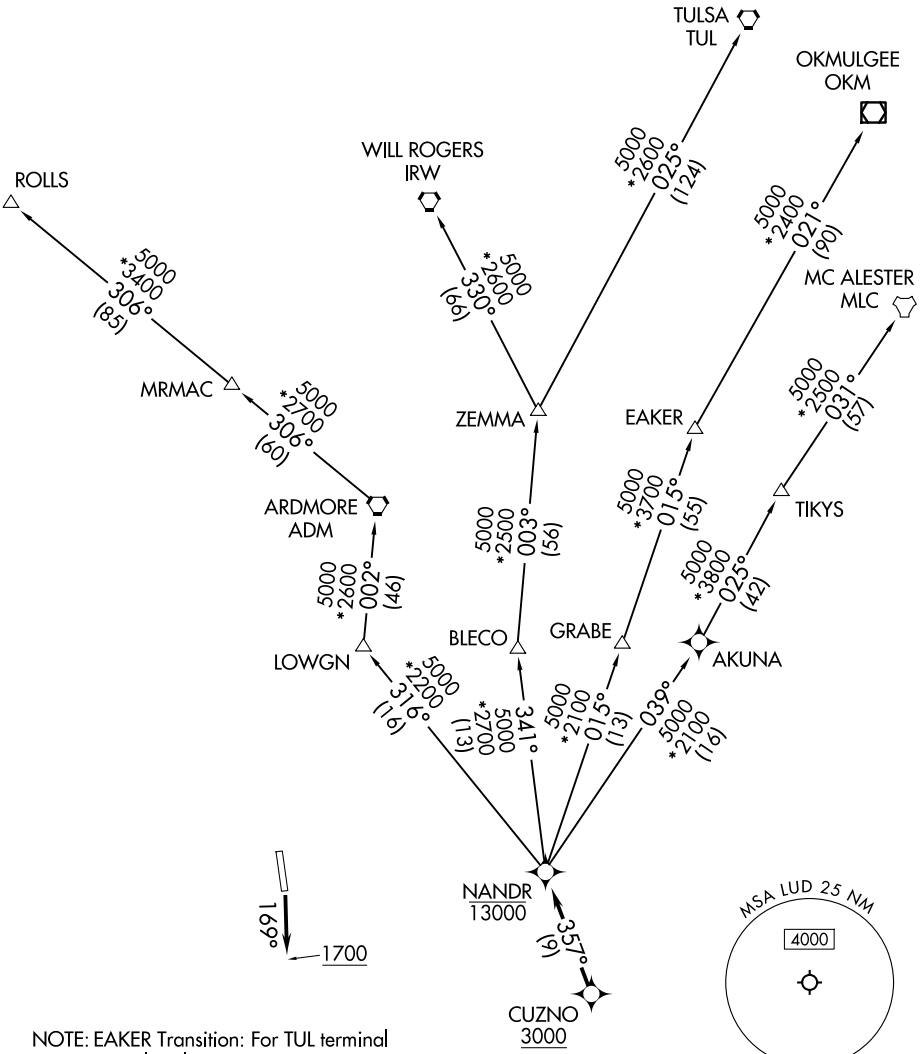 TULSA
TUL
OKMULGEE
OKM
WILL ROGERS
IRW
ROLLS
5000
*2600
025°
(124)
5000
*2400
021°
(90)
MC ALESTER
MLC
5000
*3400
306°
(85)
5000
*2600
330°
(66)
MRMAC
5000
*2700
306°
(60)
ZEMMA
EAKER
5000
*2500
031°
(57)
ARDMORE
ADM
5000
*2500
003°
(56)
5000
*3700
015°
(55)
TIKYS
5000
*2600
002°
(46)
5000
*3800
025°
(42)
LOWGN
BLECO
GRABE
AKUNA
5000
*2200
316°
(16)
341°
5000
*2700
(13)
5000
*2100
015°
(13)
039°
5000
*2100
(16)
NANDR
13000
169°
1700
357°
(9)
CUZNO
3000
MSA LUD 25 NM
4000
NOTE: EAKER Transition: For TUL terminal